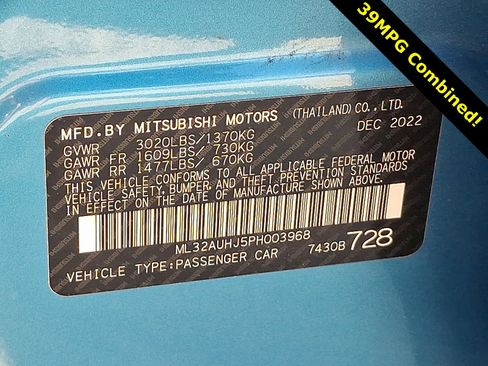 39MPG Combined!
MFD.BY MITSUBISHI MOTORS (THAILAND) CO.,LTD.
GVWR 3020LBS/1370KG DEC 2022
GAWR FR 1609LBS/ 730KG
GAWR RR 1477LBS/ 670KG
THIS VEHICLE CONFORMS TO ALL APPLICABLE FEDERAL MOTOR
VEHICLE SAFETY, BUMPER, AND THEFT PREVENTION STANDARDS
IN EFFECT ON THE DATE OF MANUFACTURE SHOWN ABOVE.
ML32AUHJ5PH003968
VEHICLE TYPE:PASSENGER CAR 7430B 728